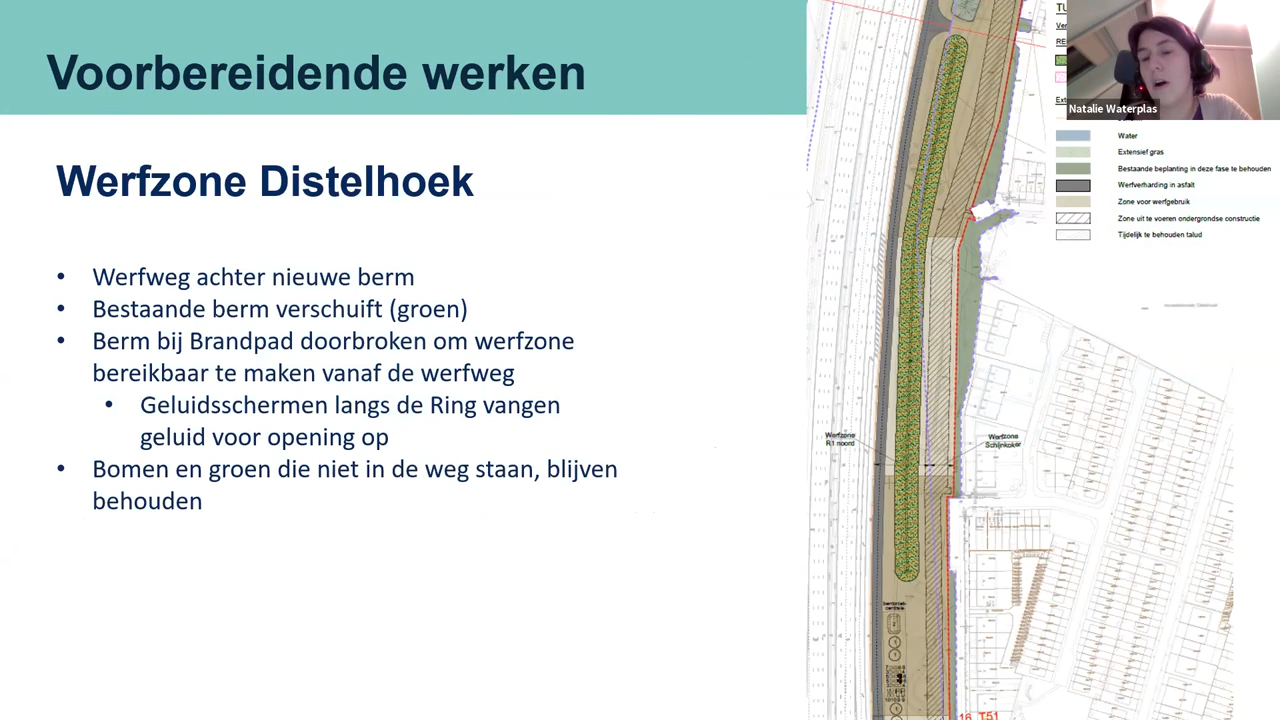 Voorbereidende werken
Werfzone Distelhoek
• Werfweg achter nieuwe berm
• Bestaande berm verschuift (groen)
• Berm bij Brandpad doorbroken om werfzone
bereikbaar te maken vanaf de werfweg
• Geluidsschermen langs de Ring vangen
geluid voor opening op
• Bomen en groen die niet in de weg staan, blijven
behouden
Natalie Waterplas
Water
Extensief gras
Bestaande beplanting in deze fase te behouden
Werfverharding in asfalt
Zone voor werfgebruik
Zone uit te voeren ondergrondse constructie
Tijdelijk te behouden talud
Werfzone
R1 noord
Werfzone
Schijnkoker
16 T51